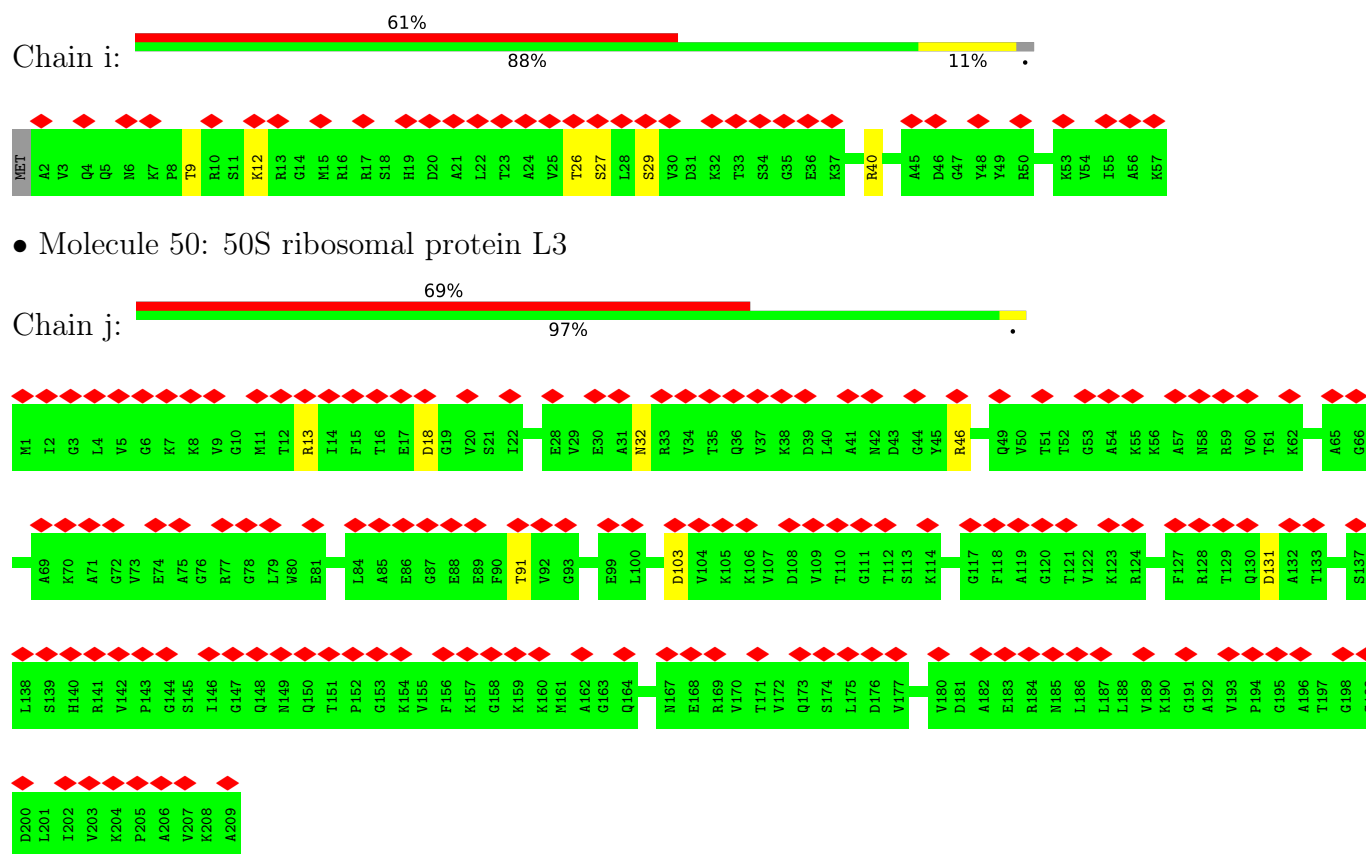 61%
Chain i:
88% 11% •
MET A2 V3 Q4 Q5 N6 K7 P8 T9 R10 S11 K12 R13 G14 M15 R16 R17 S18 H19 D20 A21 L22 T23 A24 V25 T26 S27 L28 S29 V30 D31 K32 T33 S34 G35 E36 K37 R40 A45 D46 G47 Y48 Y49 R50 K53 V54 I55 A56 K57
• Molecule 50: 50S ribosomal protein L3
69%
Chain j:
97% •
M1 I2 G3 L4 V5 G6 K7 K8 V9 G10 M11 T12 R13 I14 F15 T16 E17 D18 G19 V20 S21 I22 E28 V29 E30 A31 N32 R33 V34 T35 Q36 V37 K38 D39 L40 A41 N42 D43 G44 Y45 R46 Q49 V50 T51 T52 G53 A54 K55 K56 A57 N58 R59 V60 T61 K62 A65 G66
A69 K70 A71 G72 V73 E74 A75 G76 R77 G78 L79 W80 E81 L84 A85 E86 G87 E88 E89 F90 T91 V92 G93 E99 L100 D103 V104 K105 K106 V107 D108 V109 T110 G111 T112 S113 K114 G117 F118 A119 G120 T121 V122 K123 R124 F127 R128 T129 Q130 D131 A132 T133 S137
L138 S139 H140 R141 V142 P143 G144 S145 I146 G147 Q148 N149 Q150 T151 P152 G153 K154 V155 F156 K157 G158 K159 K160 M161 A162 G163 Q164 N167 E168 R169 V170 T171 V172 Q173 S174 L175 D176 V177 V180 D181 A182 E183 R184 N185 L186 L187 L188 V189 K190 G191 A192 V193 P194 G195 A196 T197 G198
D200 L201 I202 V203 K204 P205 A206 V207 K208 A209